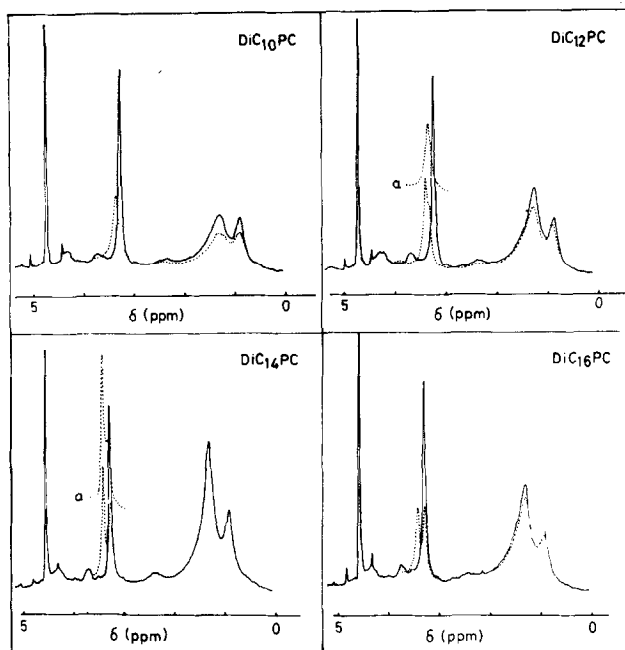 DiC₁₀PC
5 0
δ (ppm)
DiC₁₂PC
a
5 0
δ (ppm)
DiC₁₄PC
a
5 0
δ (ppm)
DiC₁₆PC
5 0
δ (ppm)